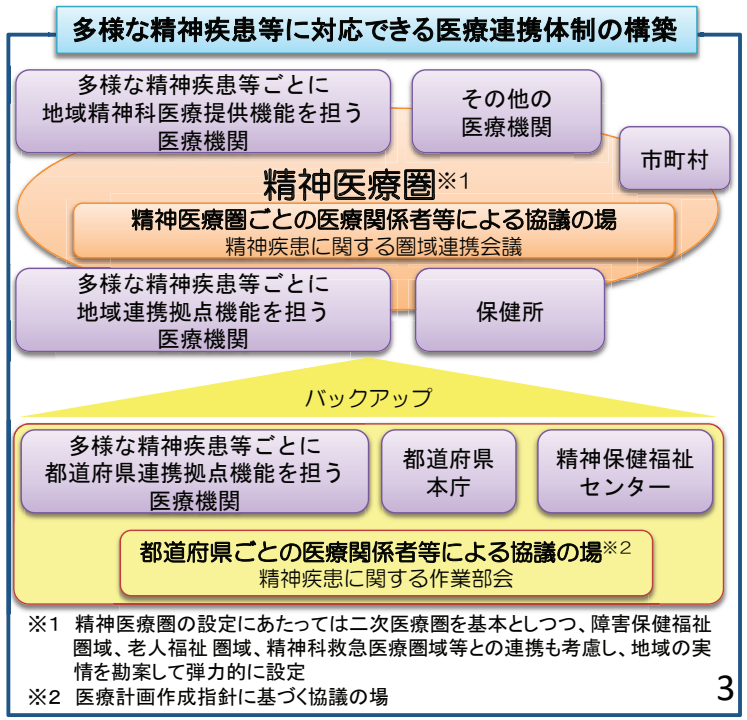 多様な精神疾患等に対応できる医療連携体制の構築
多様な精神疾患等ごとに
地域精神科医療提供機能を担う
医療機関
その他の
医療機関
市町村
精神医療圏※1
精神医療圏ごとの医療関係者等による協議の場
精神疾患に関する圏域連携会議
多様な精神疾患等ごとに
地域連携拠点機能を担う
医療機関
保健所
バックアップ
多様な精神疾患等ごとに
都道府県連携拠点機能を担う
医療機関
都道府県
本庁
精神保健福祉
センター
都道府県ごとの医療関係者等による協議の場※2
精神疾患に関する作業部会
※1 精神医療圏の設定にあたっては二次医療圏を基本としつつ、障害保健福祉
圏域、老人福祉 圏域、精神科救急医療圏域等との連携も考慮し、地域の実
情を勘案して弾力的に設定
※2 医療計画作成指針に基づく協議の場
3